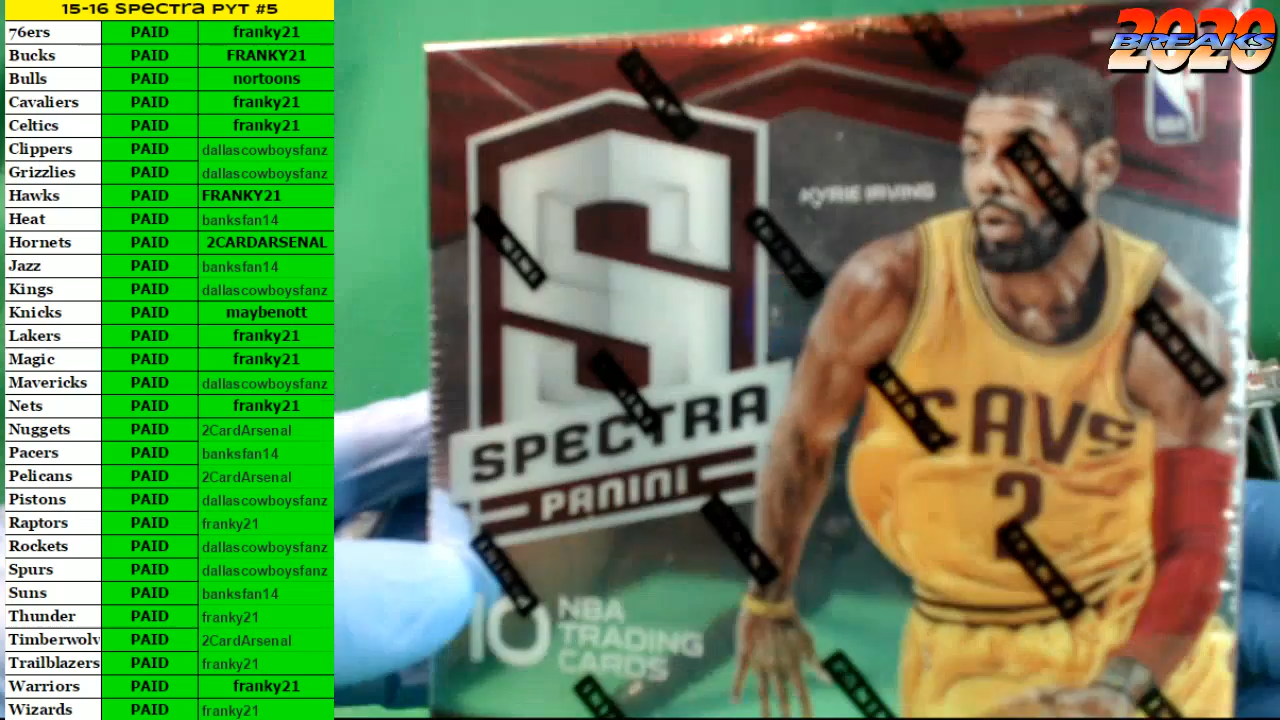 15-16 Spectra PYT #5
76ers PAID franky21
Bucks PAID FRANKY21
Bulls PAID nortoons
Cavaliers PAID franky21
Celtics PAID franky21
Clippers PAID dallascowboysfanz
Grizzlies PAID dallascowboysfanz
Hawks PAID FRANKY21
Heat PAID banksfan14
Hornets PAID 2CARDARSENAL
Jazz PAID banksfan14
Kings PAID dallascowboysfanz
Knicks PAID maybenott
Lakers PAID franky21
Magic PAID franky21
Mavericks PAID dallascowboysfanz
Nets PAID franky21
Nuggets PAID 2CardArsenal
Pacers PAID banksfan14
Pelicans PAID 2CardArsenal
Pistons PAID dallascowboysfanz
Raptors PAID franky21
Rockets PAID dallascowboysfanz
Spurs PAID dallascowboysfanz
Suns PAID banksfan14
Thunder PAID franky21
Timberwolv PAID 2CardArsenal
Trailblazers PAID franky21
Warriors PAID franky21
Wizards PAID franky21
2020
BREAKS
NBA
KYRIE IRVING
S
SPECTRA
PANINI
CAVS
2
10 NBA
TRADING
CARDS
PANINI
PANINI
PANINI